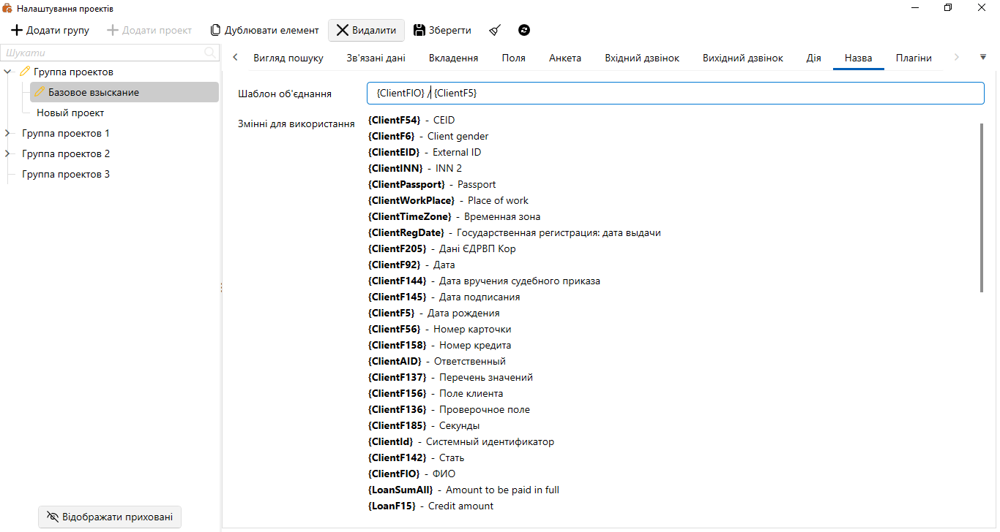 Налаштування проектів
Додати групу Додати проект Дублювати елемент Видалити Зберегти
Шукати
Вигляд пошуку Зв'язані дані Вкладення Поля Анкета Вхідний дзвінок Вихідний дзвінок Дія Назва Плагіни
Группа проектов
Базовое взыскание
Новый проект
Группа проектов 1
Группа проектов 2
Группа проектов 3
Відображати приховані
Шаблон об'єднання {ClientFIO} / {ClientF5}
Змінні для використання
{ClientF54} - CEID
{ClientF6} - Client gender
{ClientEID} - External ID
{ClientINN} - INN 2
{ClientPassport} - Passport
{ClientWorkPlace} - Place of work
{ClientTimeZone} - Временная зона
{ClientRegDate} - Государственная регистрация: дата выдачи
{ClientF205} - Дані ЄДРВП Кор
{ClientF92} - Дата
{ClientF144} - Дата вручения судебного приказа
{ClientF145} - Дата подписания
{ClientF5} - Дата рождения
{ClientF56} - Номер карточки
{ClientF158} - Номер кредита
{ClientAID} - Ответственный
{ClientF137} - Перечень значений
{ClientF156} - Поле клиента
{ClientF136} - Проверочное поле
{ClientF185} - Секунды
{ClientId} - Системный идентификатор
{ClientF142} - Стать
{ClientFIO} - ФИО
{LoanSumAll} - Amount to be paid in full
{LoanF15} - Credit amount